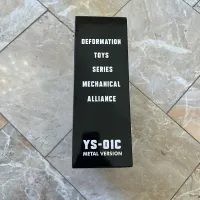 DEFORMATION
TOYS
SERIES
MECHANICAL
ALLIANCE
YS-01C
METAL VERSION